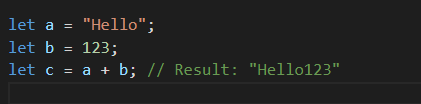 let a = "Hello";
let b = 123;
let c = a + b; // Result: "Hello123"